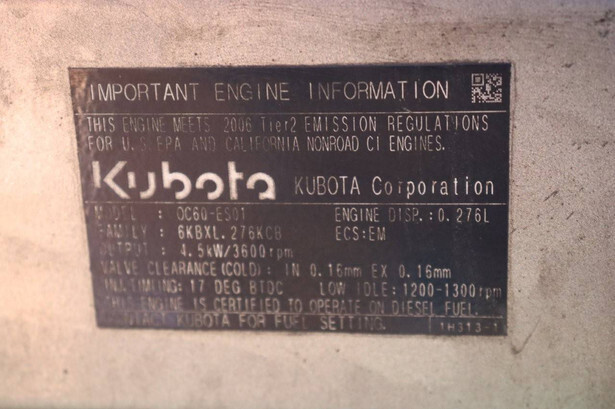 IMPORTANT ENGINE INFORMATION
THIS ENGINE MEETS 2006 Tier2 EMISSION REGULATIONS
FOR U.S. EPA AND CALIFORNIA NONROAD CI ENGINES.
Kubota KUBOTA Corporation
MODEL : OC60-ES01 ENGINE DISP.: 0.276L
FAMILY : 6KBXL.276KCB ECS:EM
OUTPUT : 4.5kW/3600rpm
VALVE CLEARANCE(COLD): IN 0.16mm EX 0.16mm
INJ.TIMLING: 17 DEG BTDC LOW IDLE: 1200-1300rpm
THIS ENGINE IS CERTIFIED TO OPERATE ON DIESEL FUEL.
CONTACT KUBOTA FOR FUEL SETTING. 1H313-1